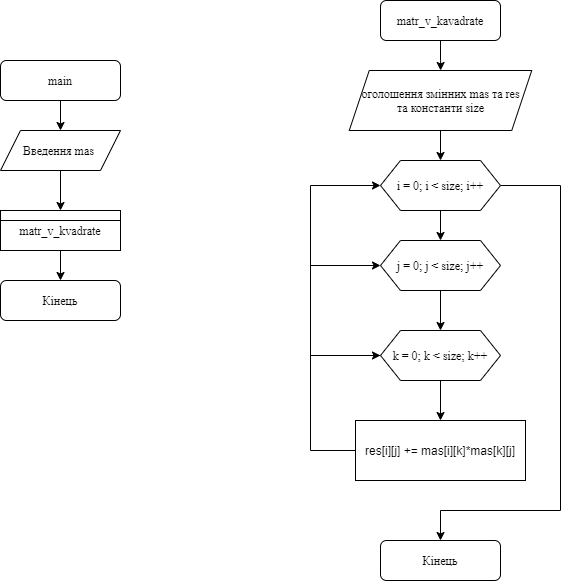 main
Введення mas
matr_v_kvadrate
Кінець
matr_v_kavadrate
оголошення змінних mas та res
та константи size
i = 0; i < size; i++
j = 0; j < size; j++
k = 0; k < size; k++
res[i][j] += mas[i][k]*mas[k][j]
Кінець